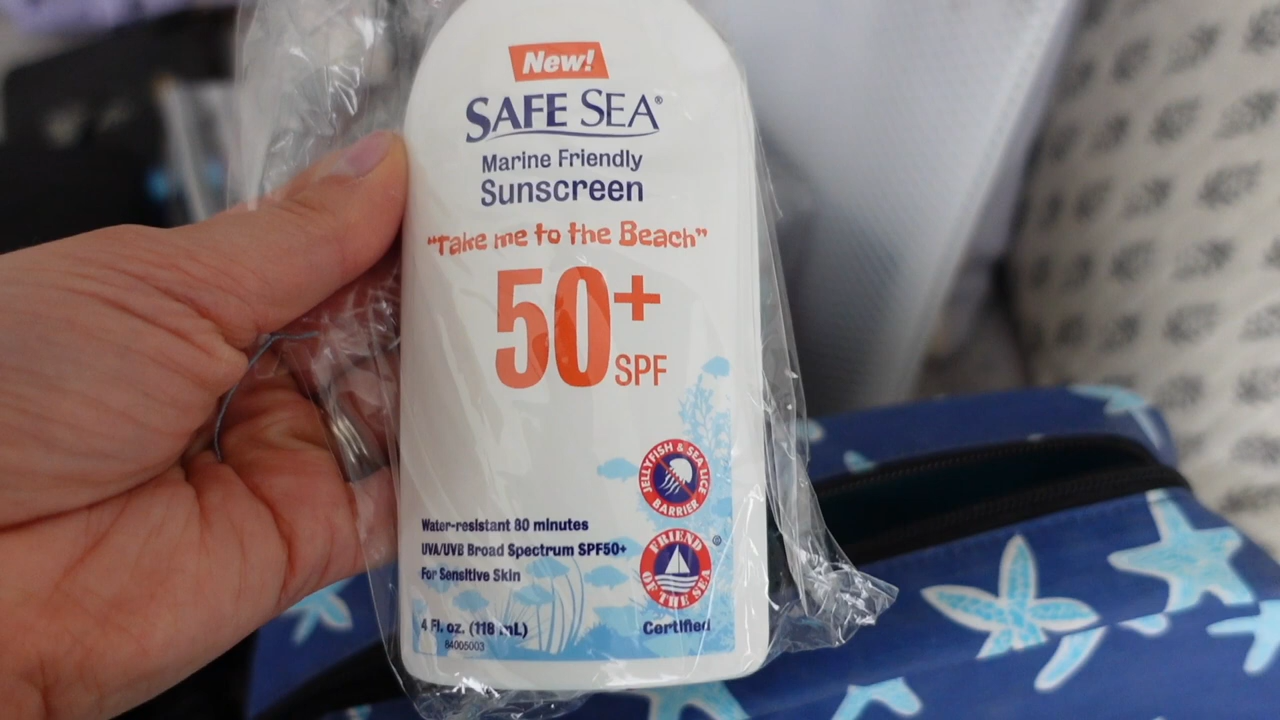 New!
SAFE SEA®
Marine Friendly
Sunscreen
"Take me to the Beach"
50+
SPF
JELLYFISH & SEA LICE
BARRIER
Water-resistant 80 minutes
UVA/UVB Broad Spectrum SPF50+
For Sensitive Skin
FRIEND
OF THE SEA
®
Certified
4 Fl. oz. (118 mL)
84005003